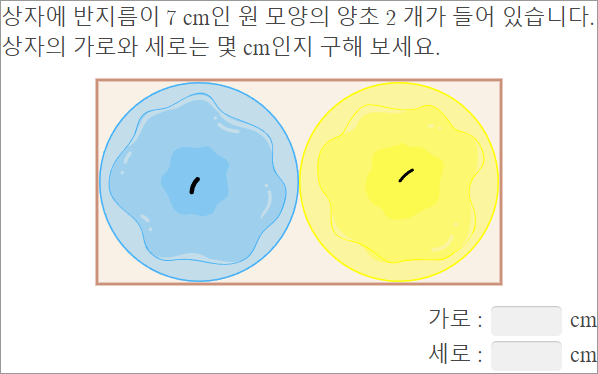 상자에 반지름이 7 cm인 원 모양의 양초 2 개가 들어 있습니다.
상자의 가로와 세로는 몇 cm인지 구해 보세요.
가로 : cm
세로 : cm